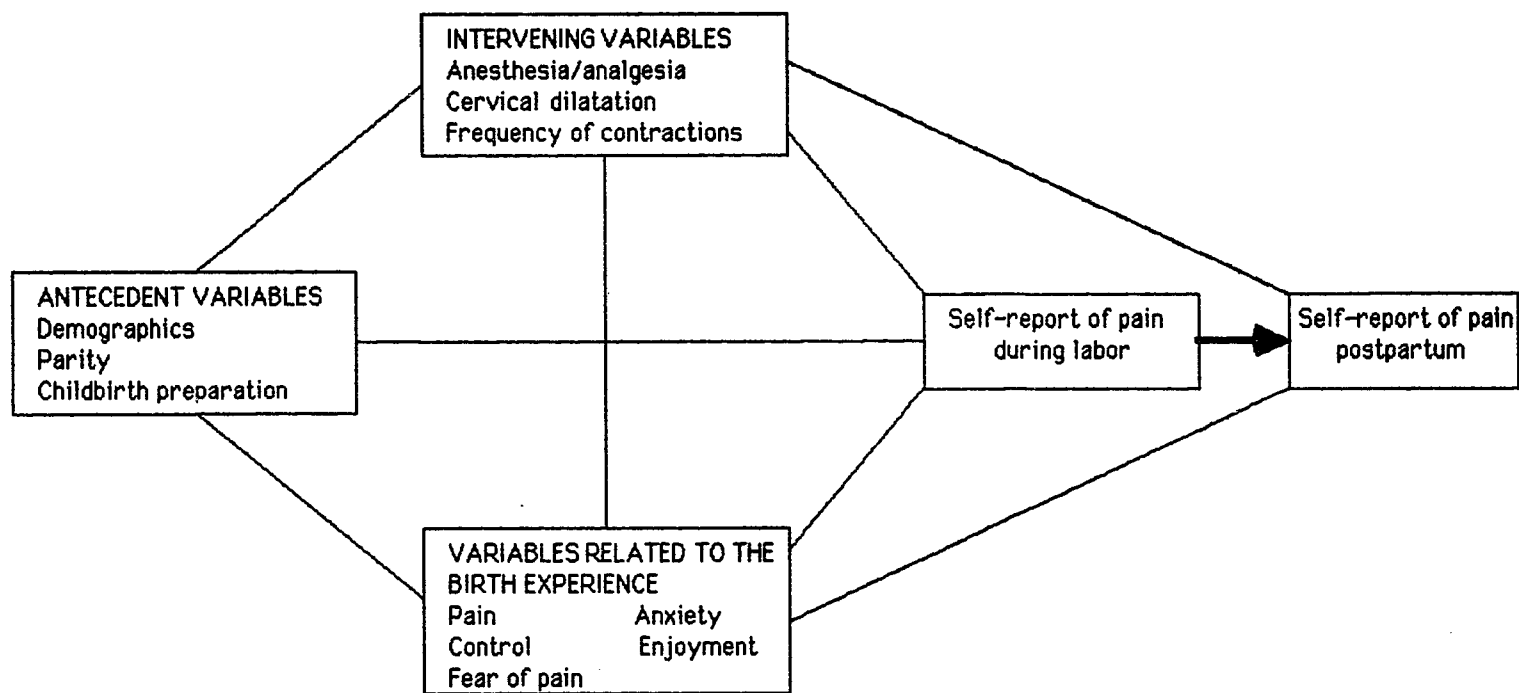 INTERVENING VARIABLES
Anesthesia/analgesia
Cervical dilatation
Frequency of contractions
ANTECEDENT VARIABLES
Demographics
Parity
Childbirth preparation
Self-report of pain
during labor
Self-report of pain
postpartum
VARIABLES RELATED TO THE
BIRTH EXPERIENCE
Pain Anxiety
Control Enjoyment
Fear of pain